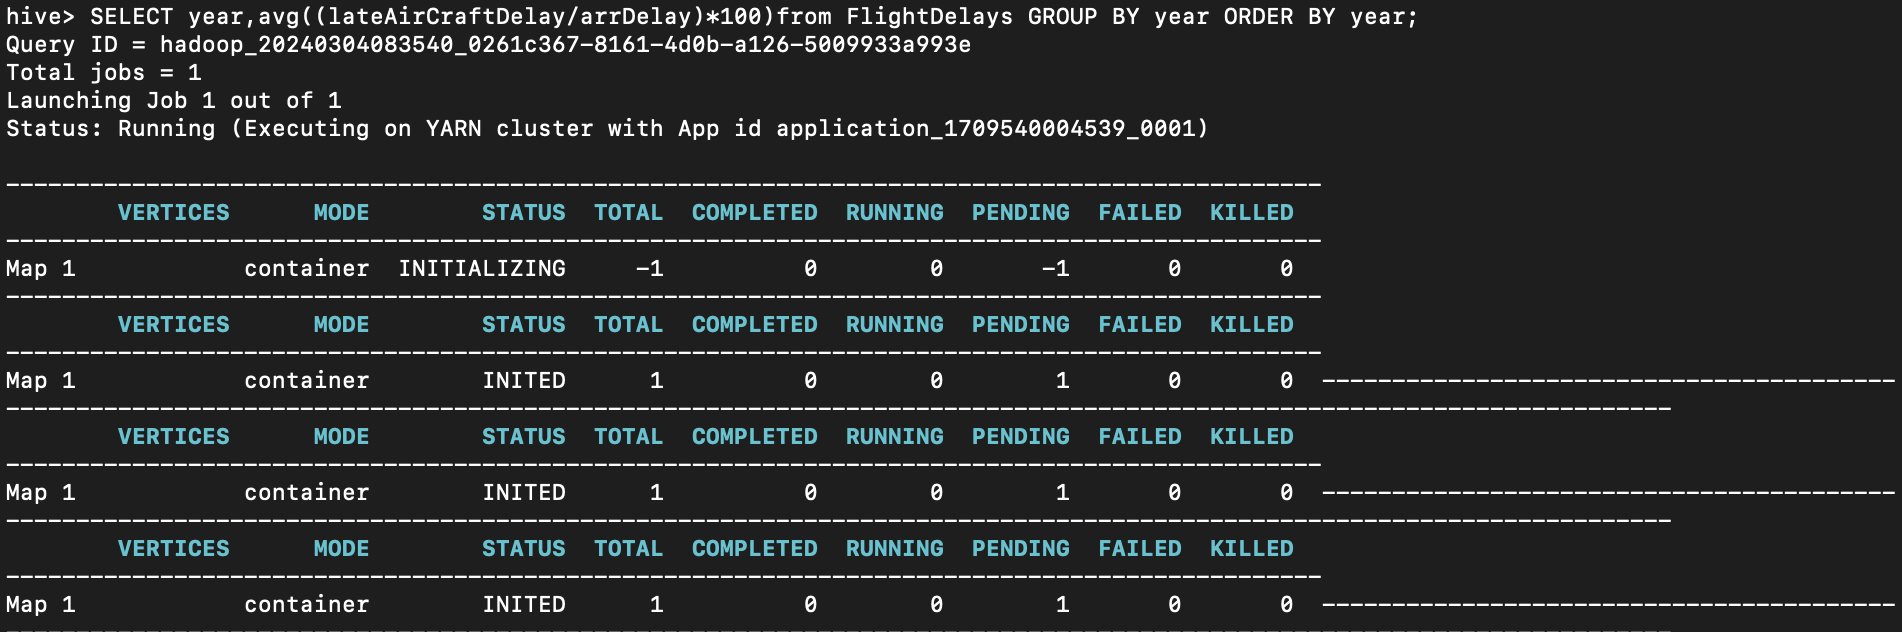 hive> SELECT year,avg((lateAirCraftDelay/arrDelay)*100)from FlightDelays GROUP BY year ORDER BY year;
Query ID = hadoop_20240304083540_0261c367-8161-4d0b-a126-5009933a993e
Total jobs = 1
Launching Job 1 out of 1
Status: Running (Executing on YARN cluster with App id application_1709540004539_0001)
----------------------------------------------------------------------------------------------
VERTICES MODE STATUS TOTAL COMPLETED RUNNING PENDING FAILED KILLED
----------------------------------------------------------------------------------------------
Map 1 container INITIALIZING -1 0 0 -1 0 0
----------------------------------------------------------------------------------------------
VERTICES MODE STATUS TOTAL COMPLETED RUNNING PENDING FAILED KILLED
----------------------------------------------------------------------------------------------
Map 1 container INITED 1 0 0 1 0 0 -----------------------------------------
-----------------------------------------------------------------------------------------------------------------------
VERTICES MODE STATUS TOTAL COMPLETED RUNNING PENDING FAILED KILLED
----------------------------------------------------------------------------------------------
Map 1 container INITED 1 0 0 1 0 0 -----------------------------------------
-----------------------------------------------------------------------------------------------------------------------
VERTICES MODE STATUS TOTAL COMPLETED RUNNING PENDING FAILED KILLED
----------------------------------------------------------------------------------------------
Map 1 container INITED 1 0 0 1 0 0 -----------------------------------------